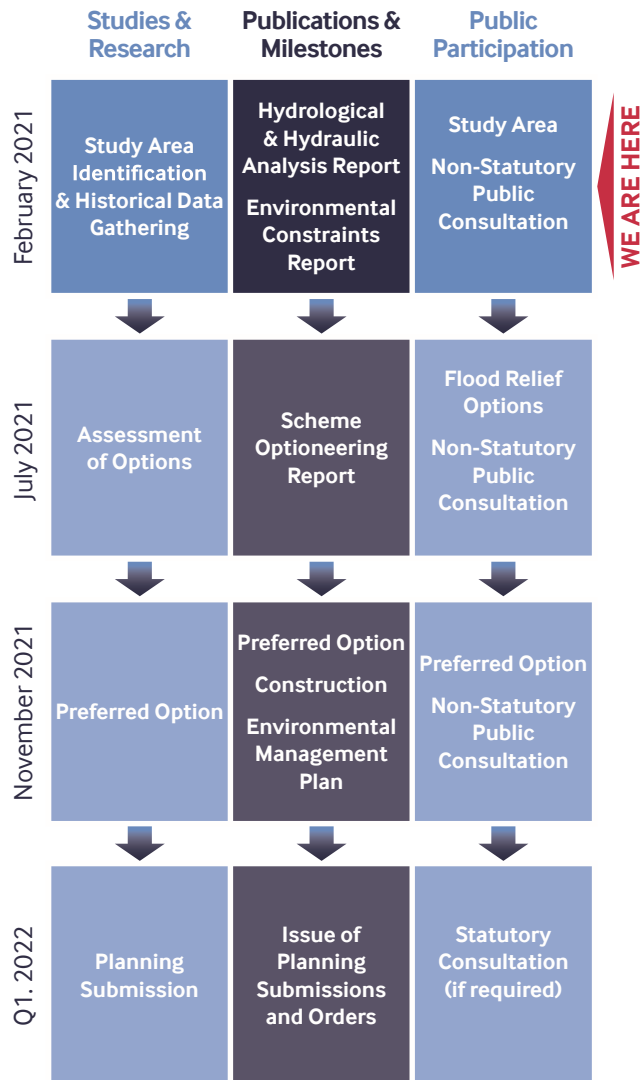 Studies &
Research
Publications &
Milestones
Public
Participation
February 2021
Study Area
Identification
& Historical Data
Gathering
Hydrological
& Hydraulic
Analysis Report
Environmental
Constraints
Report
Study Area
Non-Statutory
Public
Consultation
WE ARE HERE
July 2021
Assessment
of Options
Scheme
Optioneering
Report
Flood Relief
Options
Non-Statutory
Public
Consultation
November 2021
Preferred Option
Preferred Option
Construction
Environmental
Management
Plan
Preferred Option
Non-Statutory
Public
Consultation
Q1. 2022
Planning
Submission
Issue of
Planning
Submissions
and Orders
Statutory
Consultation
(if required)